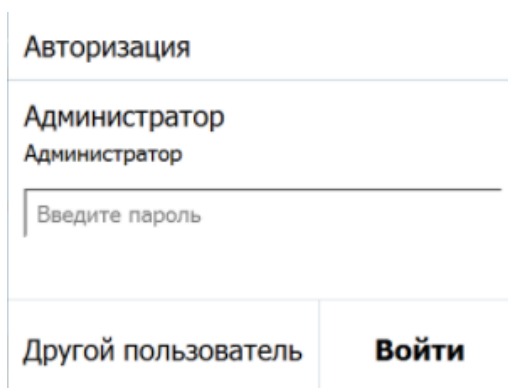 Авторизация
Администратор
Администратор
Введите пароль
Другой пользователь Войти